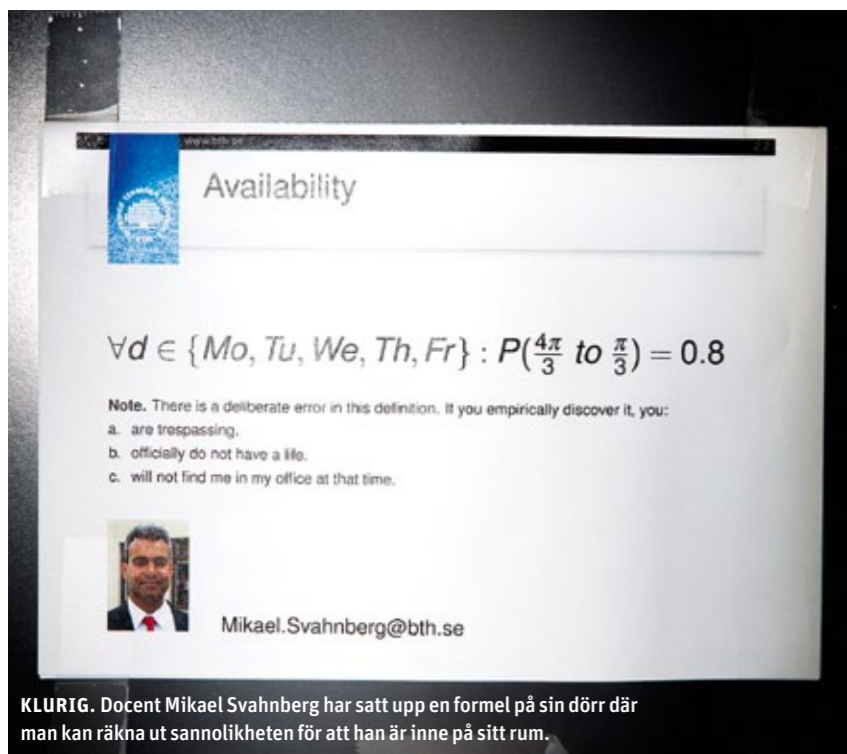 www.bth.se
Availability
∀d ∈ {Mo, Tu, We, Th, Fr} : P(4π/3 to π/3) = 0.8
Note. There is a deliberate error in this definition. If you empirically discover it, you:
a. are trespassing.
b. officially do not have a life.
c. will not find me in my office at that time.
Mikael.Svahnberg@bth.se
KLURIG. Docent Mikael Svahnberg har satt upp en formel på sin dörr där
man kan räkna ut sannolikheten för att han är inne på sitt rum.